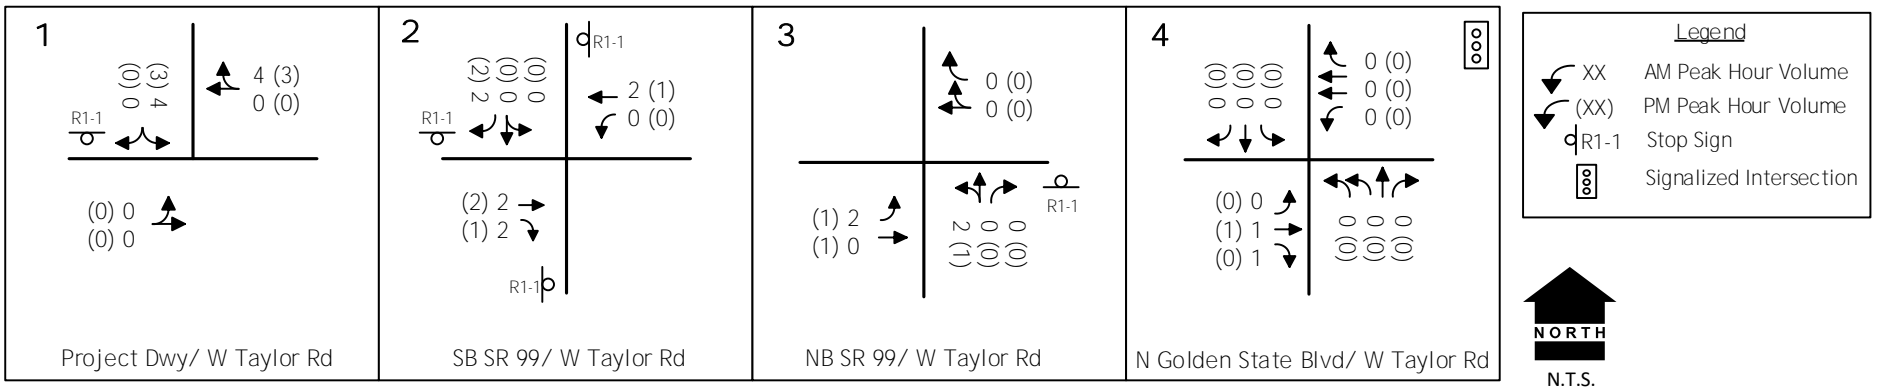 1
(0) 0
(3) 4
4 (3)
0 (0)
R1-1
(0) 0
(0) 0
Project Dwy/ W Taylor Rd
2
R1-1
(2) 2
(0) 0
(0) 0
2 (1)
0 (0)
R1-1
(2) 2
(1) 2
R1-1
SB SR 99/ W Taylor Rd
3
0 (0)
0 (0)
(1) 2
(1) 0
2 (1)
0 (0)
0 (0)
R1-1
NB SR 99/ W Taylor Rd
4
(0) 0
(0) 0
(0) 0
0 (0)
0 (0)
0 (0)
(0) 0
(1) 1
(0) 1
0 (0)
0 (0)
0 (0)
N Golden State Blvd/ W Taylor Rd
Legend
XX AM Peak Hour Volume
(XX) PM Peak Hour Volume
R1-1 Stop Sign
Signalized Intersection
NORTH
N.T.S.